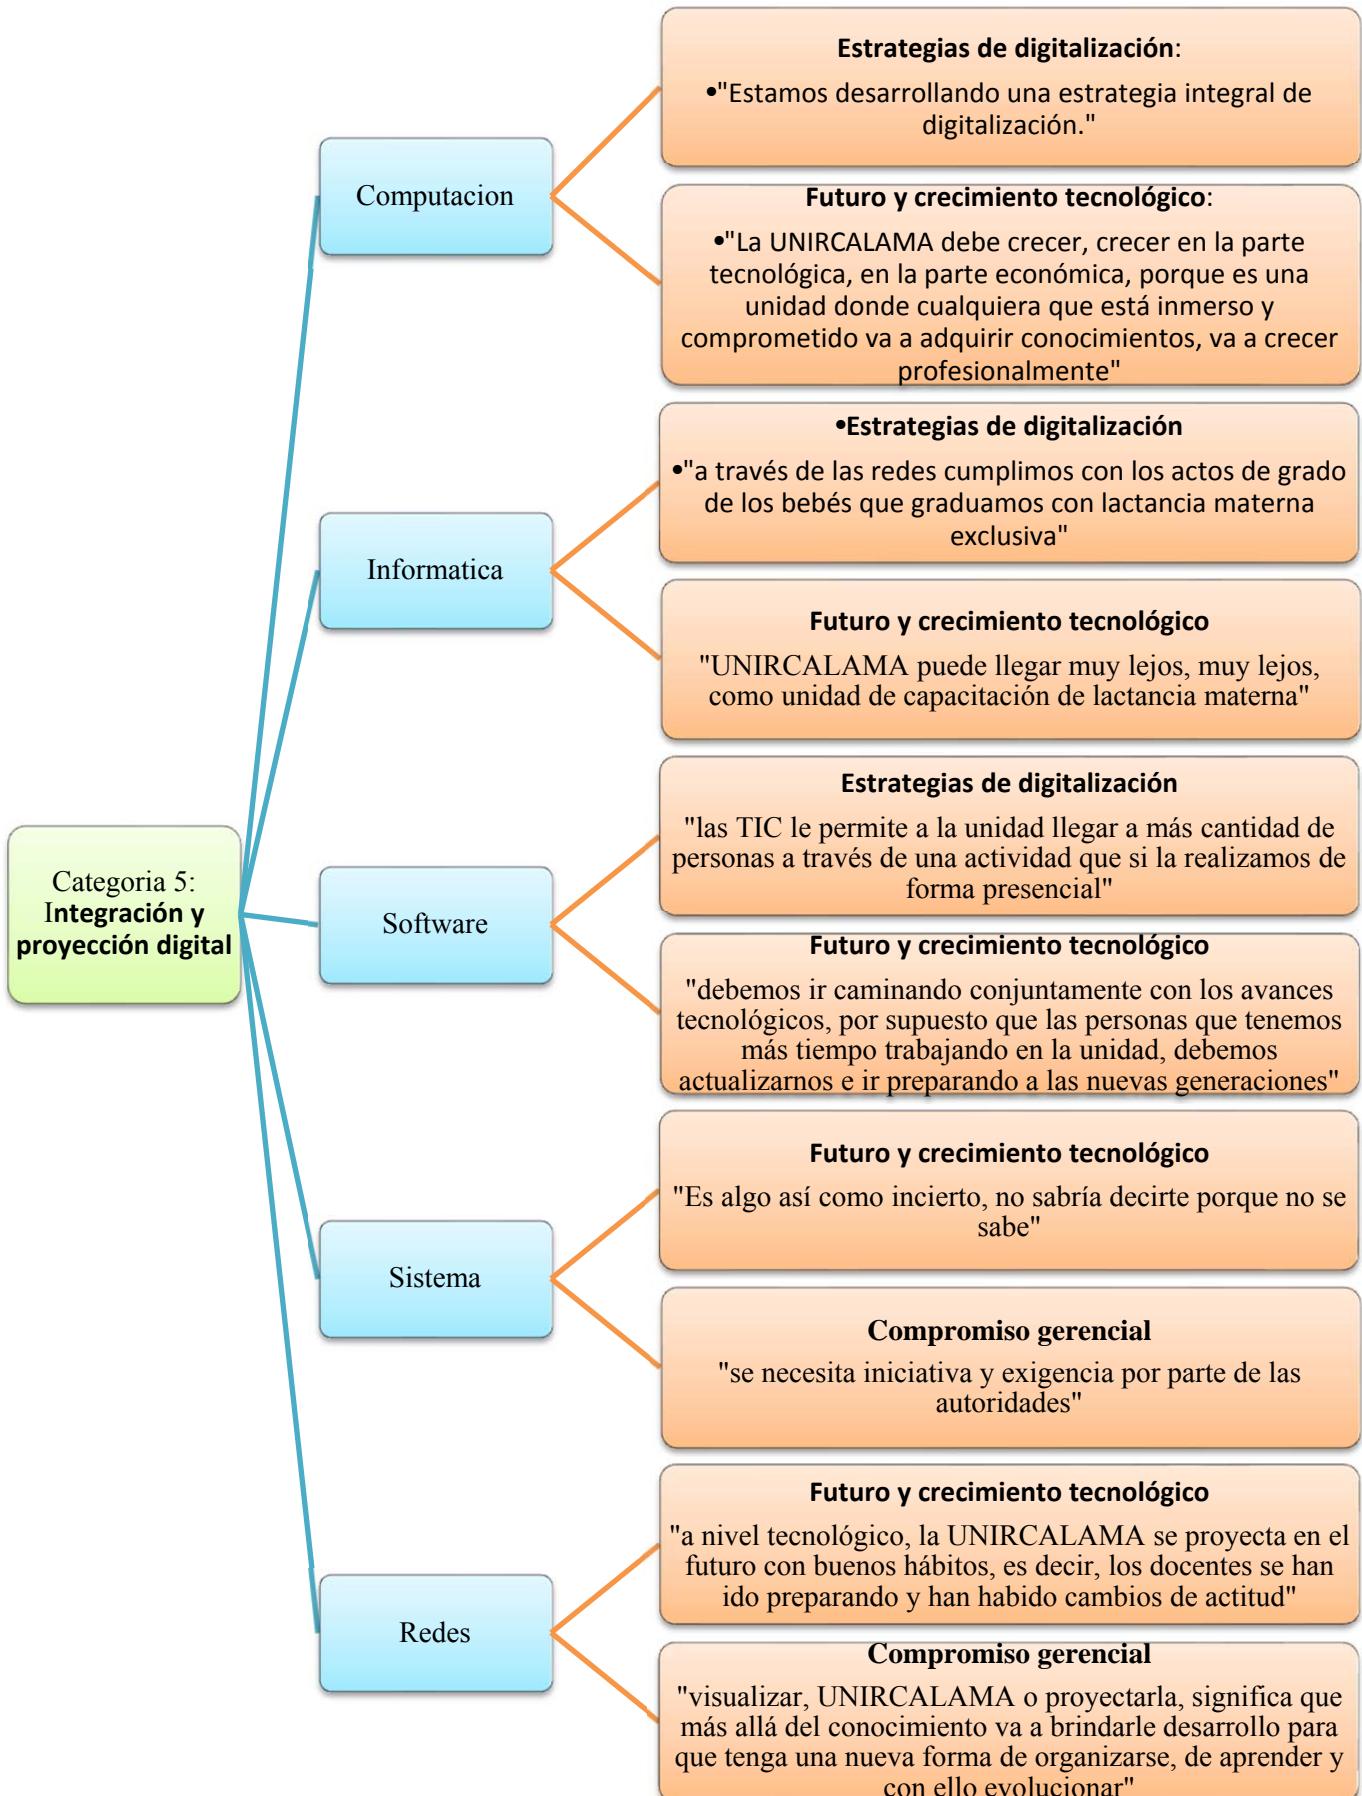 Estrategias de digitalización:
•"Estamos desarrollando una estrategia integral de
digitalización."
Computacion
Futuro y crecimiento tecnológico:
•"La UNIRCALAMA debe crecer, crecer en la parte
tecnológica, en la parte económica, porque es una
unidad donde cualquiera que está inmerso y
comprometido va a adquirir conocimientos, va a crecer
profesionalmente"
•Estrategias de digitalización
•"a través de las redes cumplimos con los actos de grado
de los bebés que graduamos con lactancia materna
exclusiva"
Informatica
Futuro y crecimiento tecnológico
"UNIRCALAMA puede llegar muy lejos, muy lejos,
como unidad de capacitación de lactancia materna"
Estrategias de digitalización
"las TIC le permite a la unidad llegar a más cantidad de
personas a través de una actividad que si la realizamos de
forma presencial"
Categoria 5:
Integración y
proyección digital
Software
Futuro y crecimiento tecnológico
"debemos ir caminando conjuntamente con los avances
tecnológicos, por supuesto que las personas que tenemos
más tiempo trabajando en la unidad, debemos
actualizarnos e ir preparando a las nuevas generaciones"
Futuro y crecimiento tecnológico
"Es algo así como incierto, no sabría decirte porque no se
sabe"
Sistema
Compromiso gerencial
"se necesita iniciativa y exigencia por parte de las
autoridades"
Futuro y crecimiento tecnológico
"a nivel tecnológico, la UNIRCALAMA se proyecta en el
futuro con buenos hábitos, es decir, los docentes se han
ido preparando y han habido cambios de actitud"
Redes
Compromiso gerencial
"visualizar, UNIRCALAMA o proyectarla, significa que
más allá del conocimiento va a brindarle desarrollo para
que tenga una nueva forma de organizarse, de aprender y
con ello evolucionar"